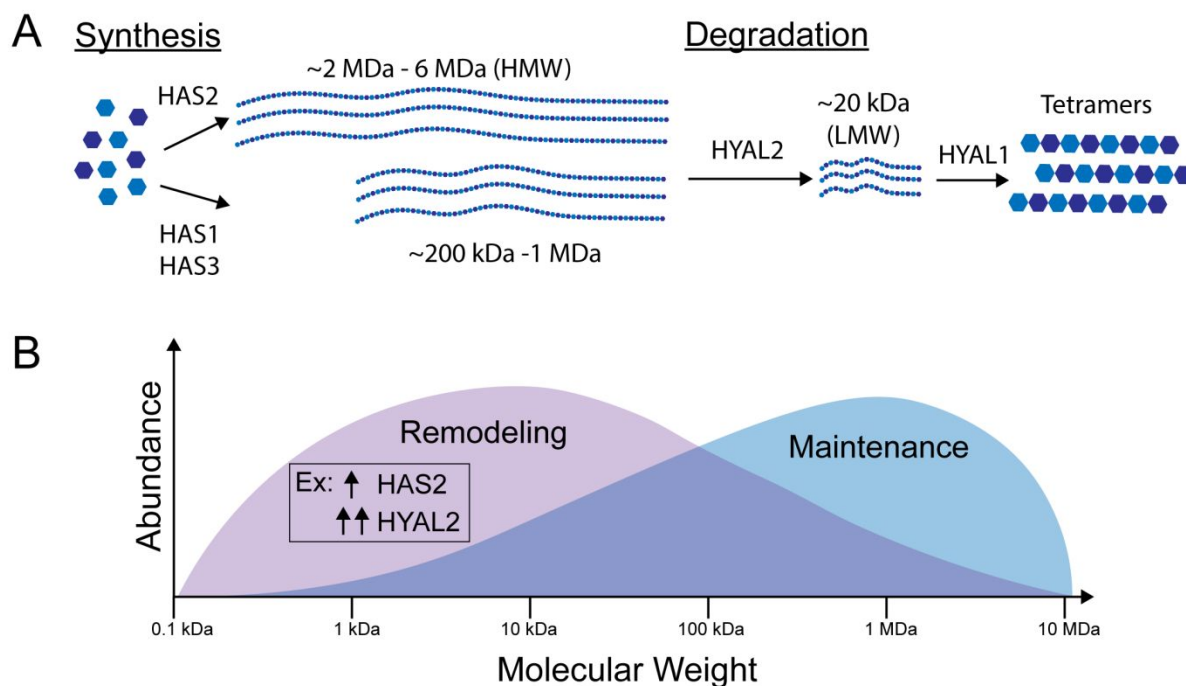 A
Synthesis
Degradation
HAS2
~2 MDa - 6 MDa (HMW)
HAS1
HAS3
~200 kDa -1 MDa
HYAL2
~20 kDa
(LMW)
HYAL1
Tetramers
B
Abundance
Remodeling
Maintenance
Ex: ↑ HAS2
↑↑ HYAL2
0.1 kDa
1 kDa
10 kDa
100 kDa
1 MDa
10 MDa
Molecular Weight